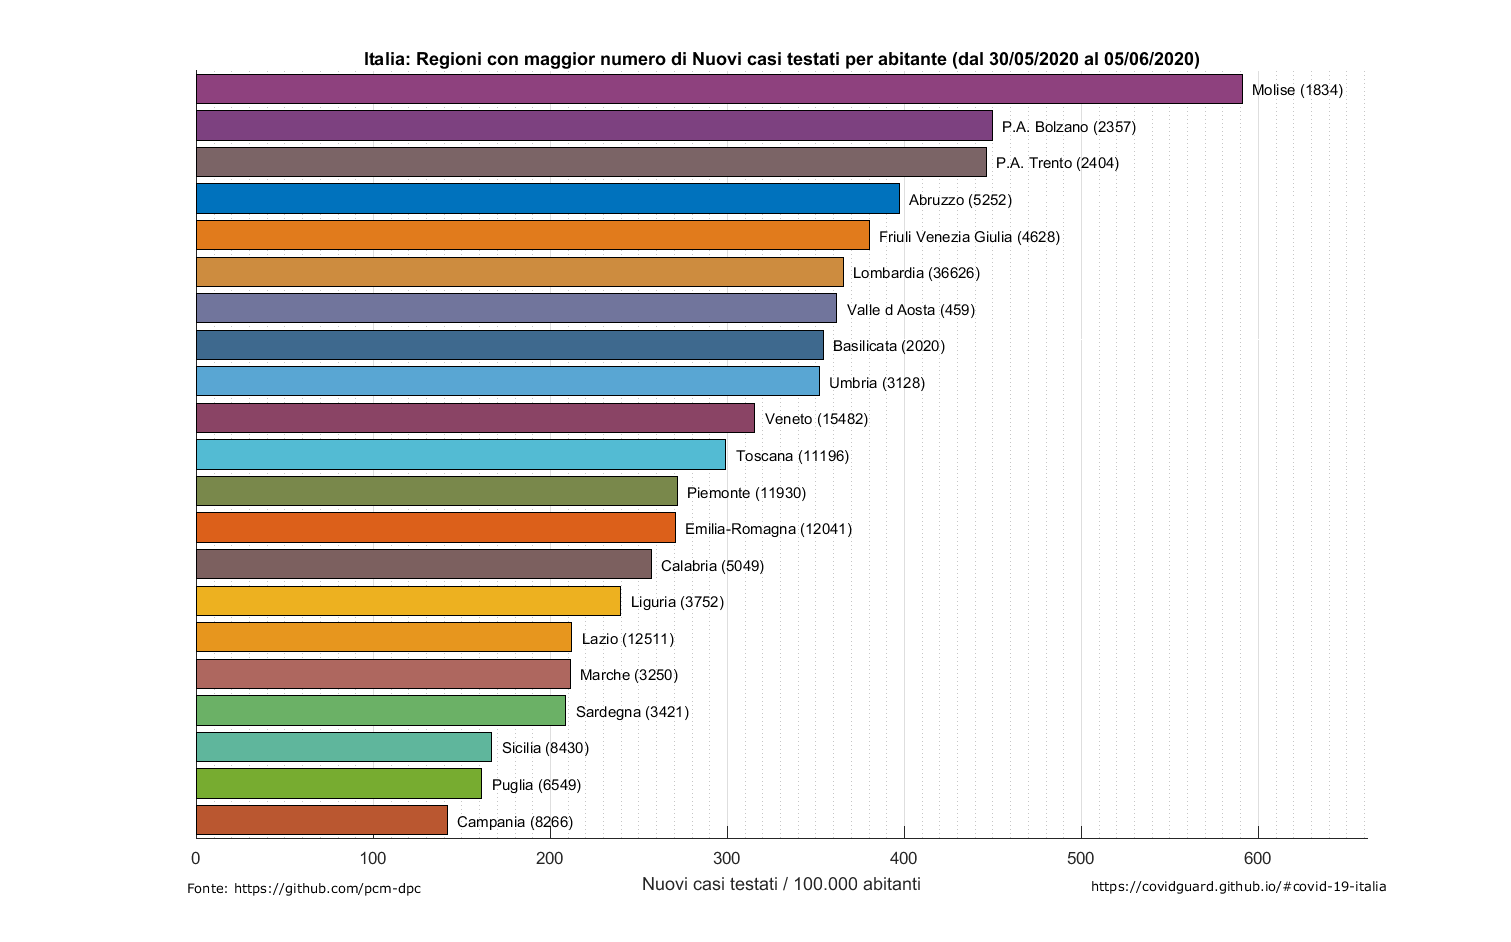 Italia: Regioni con maggior numero di Nuovi casi testati per abitante (dal 30/05/2020 al 05/06/2020)
Molise (1834)
P.A. Bolzano (2357)
P.A. Trento (2404)
Abruzzo (5252)
Friuli Venezia Giulia (4628)
Lombardia (36626)
Valle d Aosta (459)
Basilicata (2020)
Umbria (3128)
Veneto (15482)
Toscana (11196)
Piemonte (11930)
Emilia-Romagna (12041)
Calabria (5049)
Liguria (3752)
Lazio (12511)
Marche (3250)
Sardegna (3421)
Sicilia (8430)
Puglia (6549)
Campania (8266)
0 100 200 300 400 500 600
Nuovi casi testati / 100.000 abitanti
Fonte: https://github.com/pcm-dpc
https://covidguard.github.io/#covid-19-italia